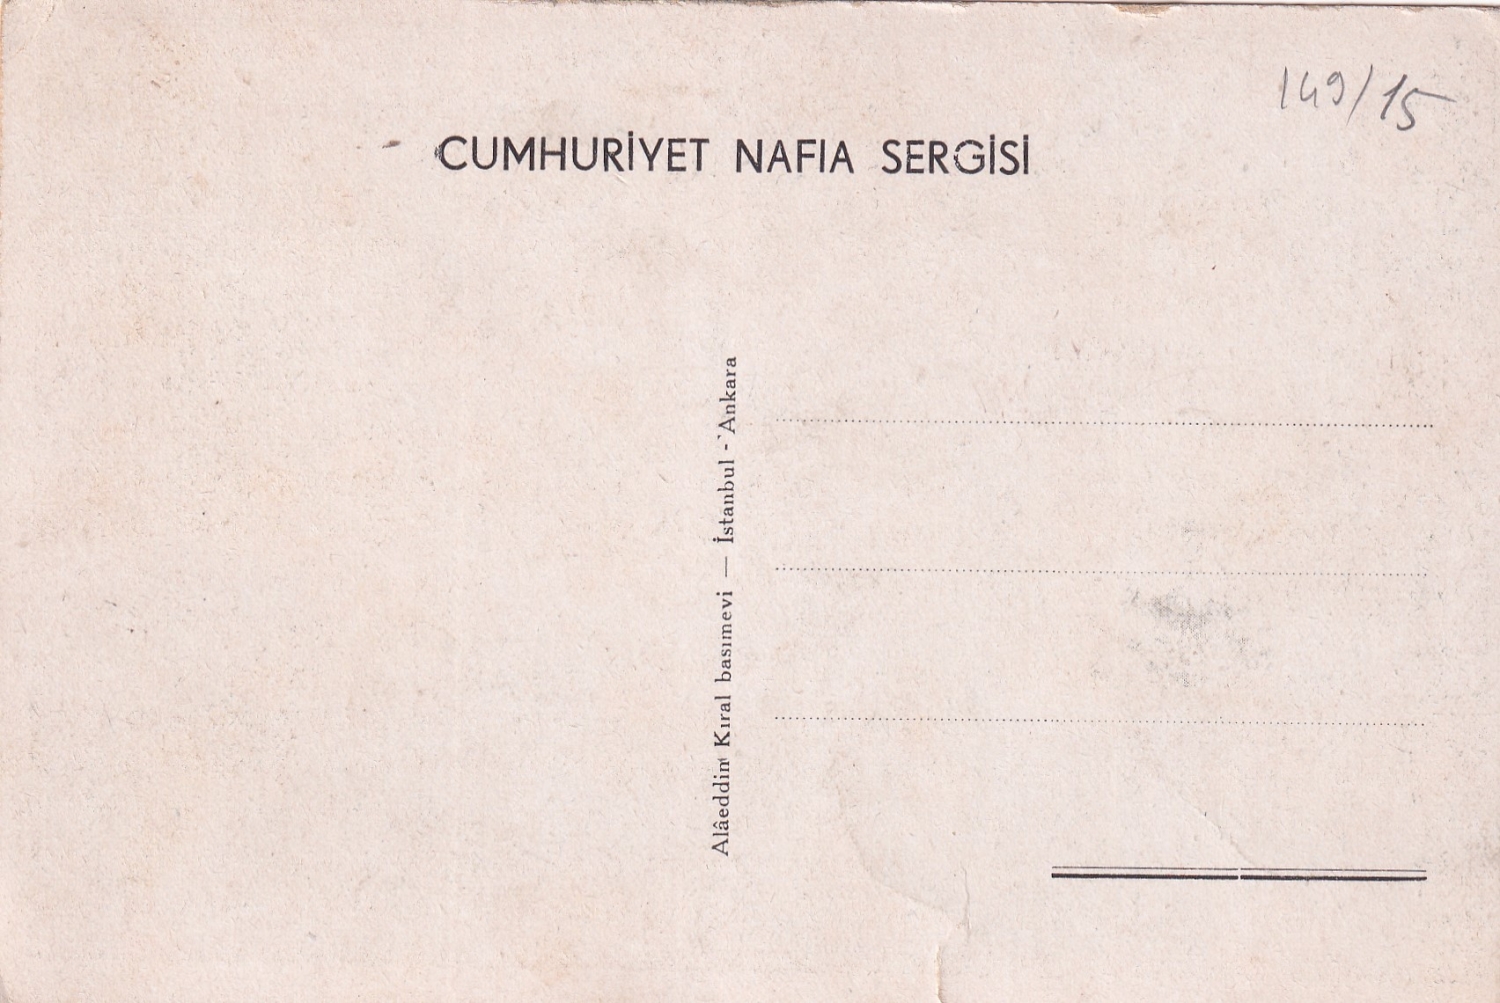 149/15
CUMHURİYET NAFIA SERGİSİ
Alâeddin Kıral basımevi — İstanbul - Ankara